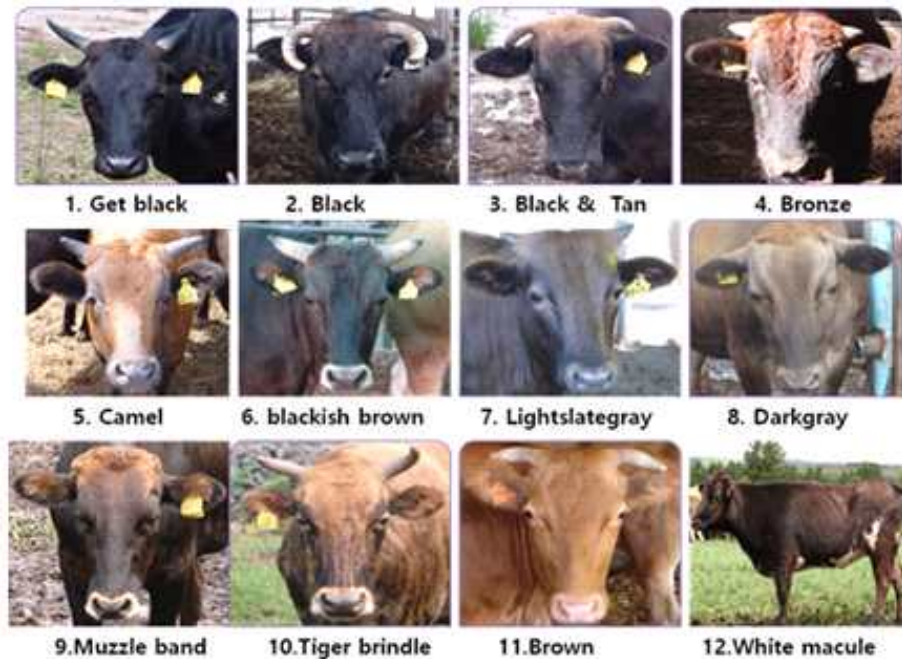 1. Get black
2. Black
3. Black & Tan
4. Bronze
5. Camel
6. blackish brown
7. Lightslategray
8. Darkgray
9.Muzzle band
10.Tiger brindle
11.Brown
12.White macule